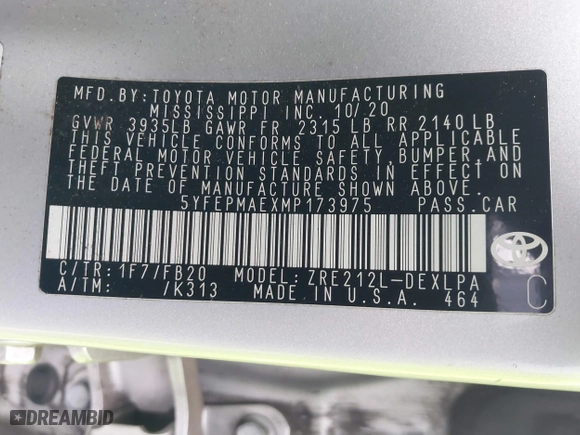 MFD.BY:TOYOTA MOTOR MANUFACTURING
MISSISSIPPI INC. 10/20
GVWR 3935LB GAWR FR 2315 LB RR 2140 LB
THIS VEHICLE CONFORMS TO ALL APPLICABLE
FEDERAL MOTOR VEHICLE SAFETY, BUMPER, AND
THEFT PREVENTION STANDARDS IN EFFECT ON
THE DATE OF MANUFACTURE SHOWN ABOVE.
5YFEPMAEXMP173975 PASS.CAR
C/TR:1F7/FB20 MODEL:ZRE212L-DEXLPA
A/TM: /K313 MADE IN U.S.A. 464
C
DREAMBID